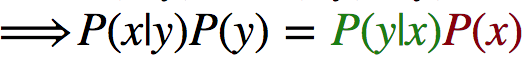 ⟹P(x|y)P(y) = P(y|x)P(x)